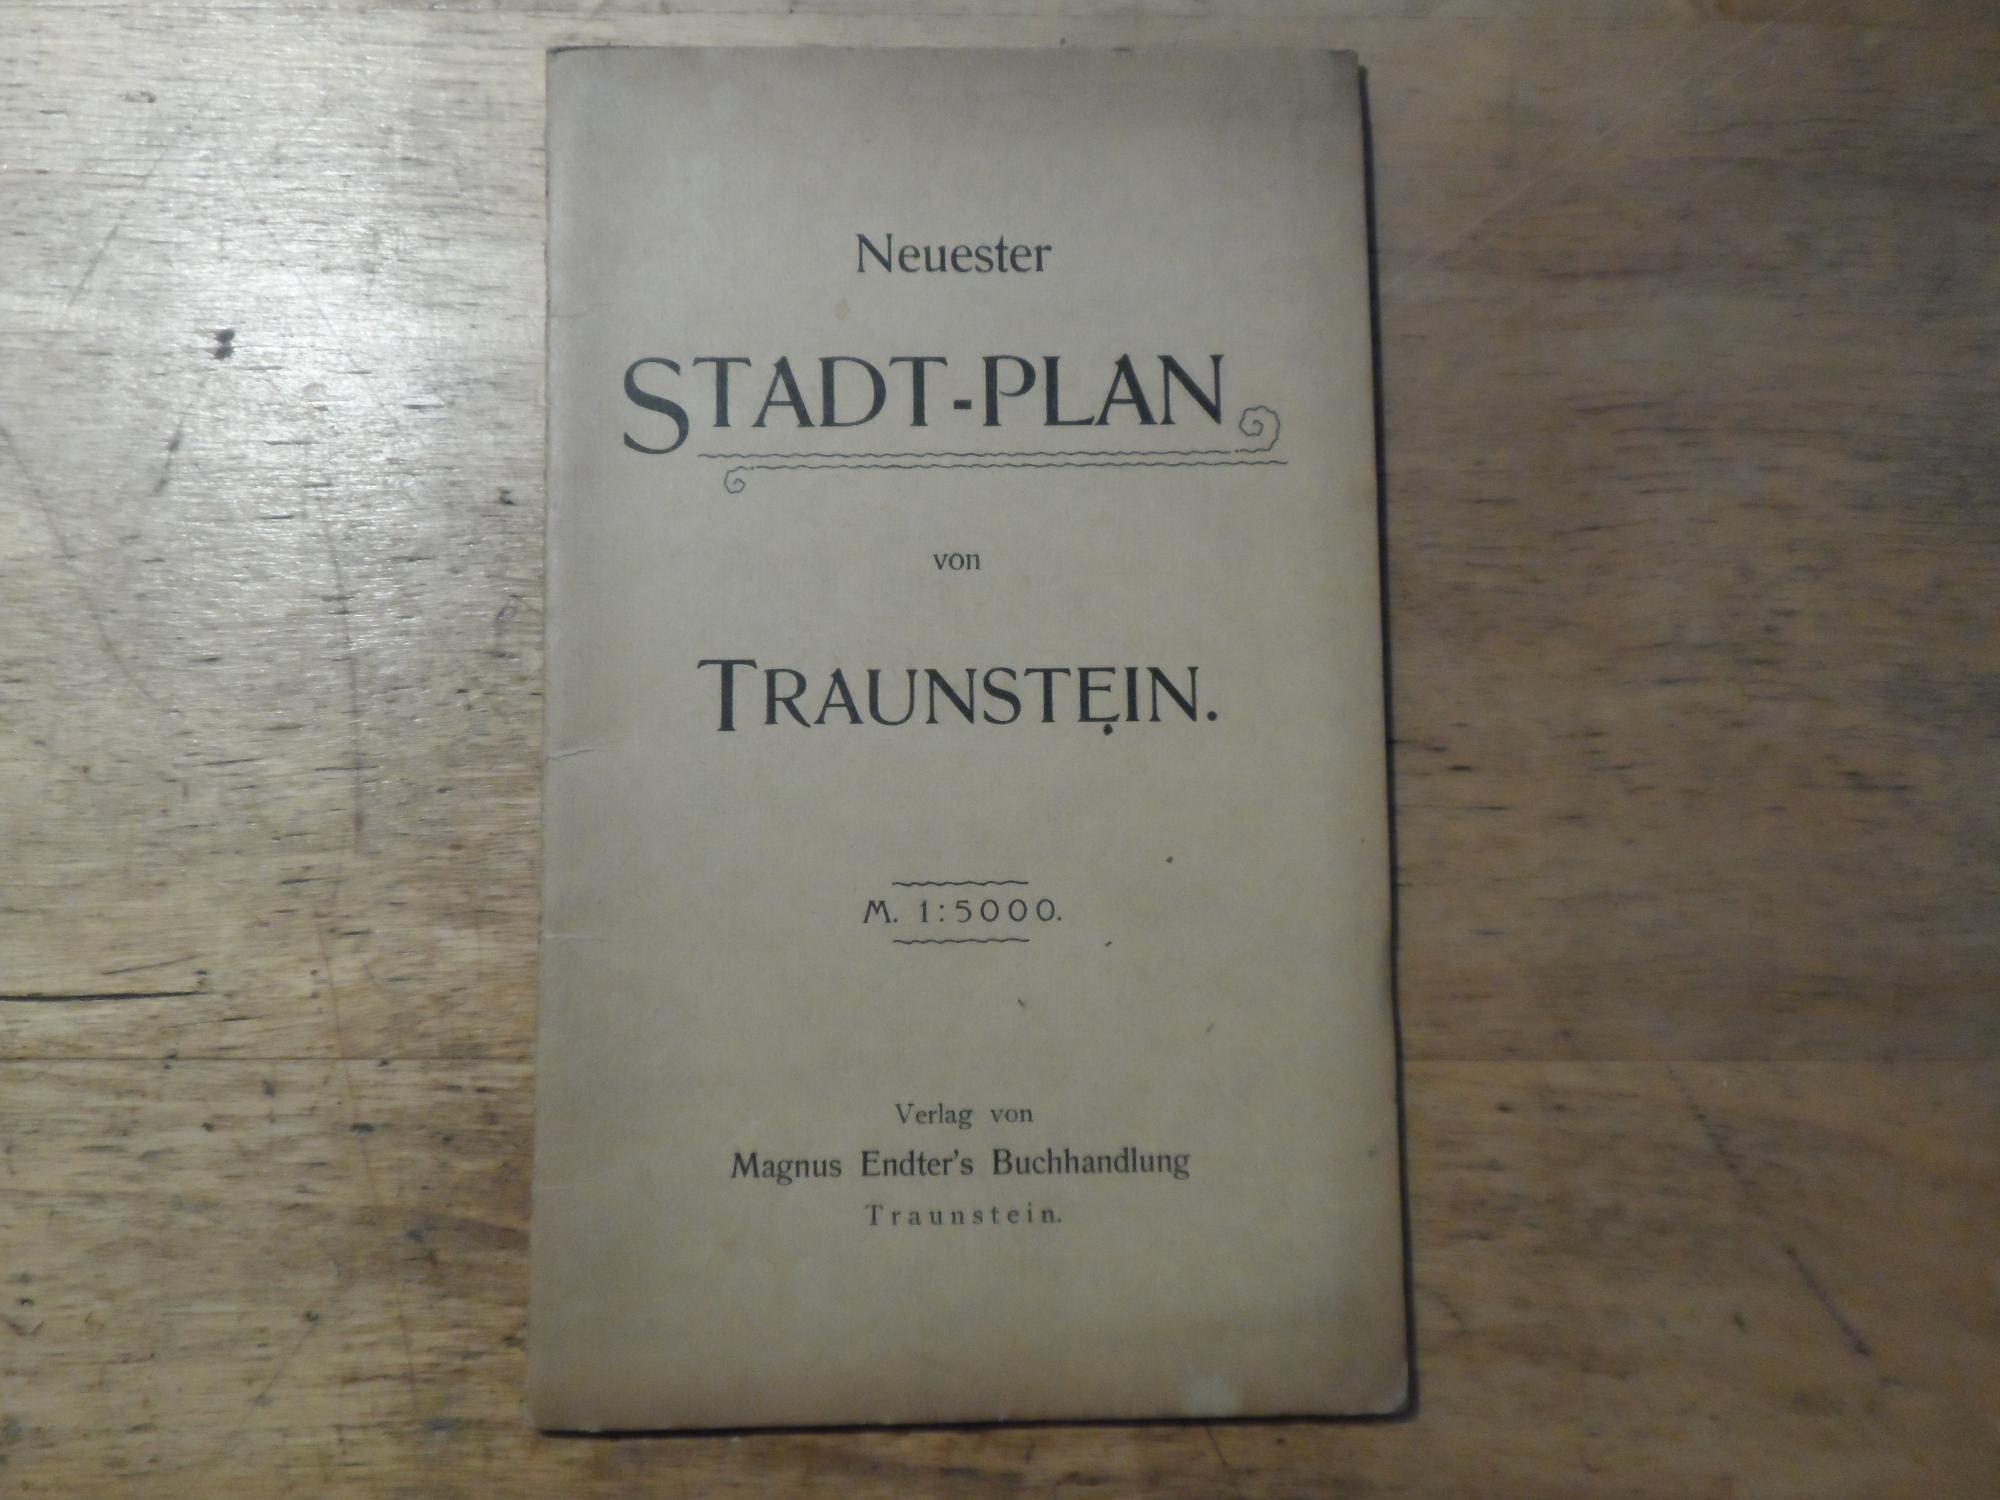 Neuester
STADT-PLAN
von
TRAUNSTEIN.
M. 1:5000.
Verlag von
Magnus Endter's Buchhandlung
Traunstein.